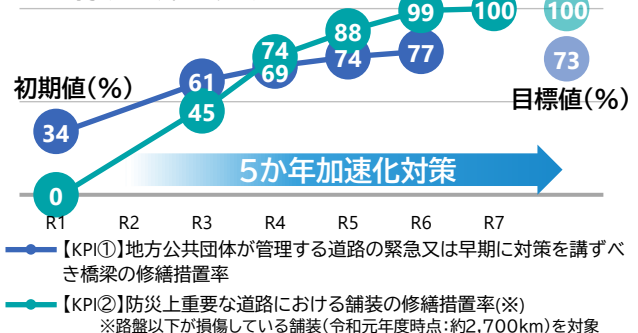 99
100
100
88
74
74
77
73
61
69
初期値(%)
45
目標値(%)
34
5か年加速化対策
0
R1 R2 R3 R4 R5 R6 R7
【KPI①】地方公共団体が管理する道路の緊急又は早期に対策を講ずべ
き橋梁の修繕措置率
【KPI②】防災上重要な道路における舗装の修繕措置率(※)
※路盤以下が損傷している舗装(令和元年度時点:約2,700km)を対象